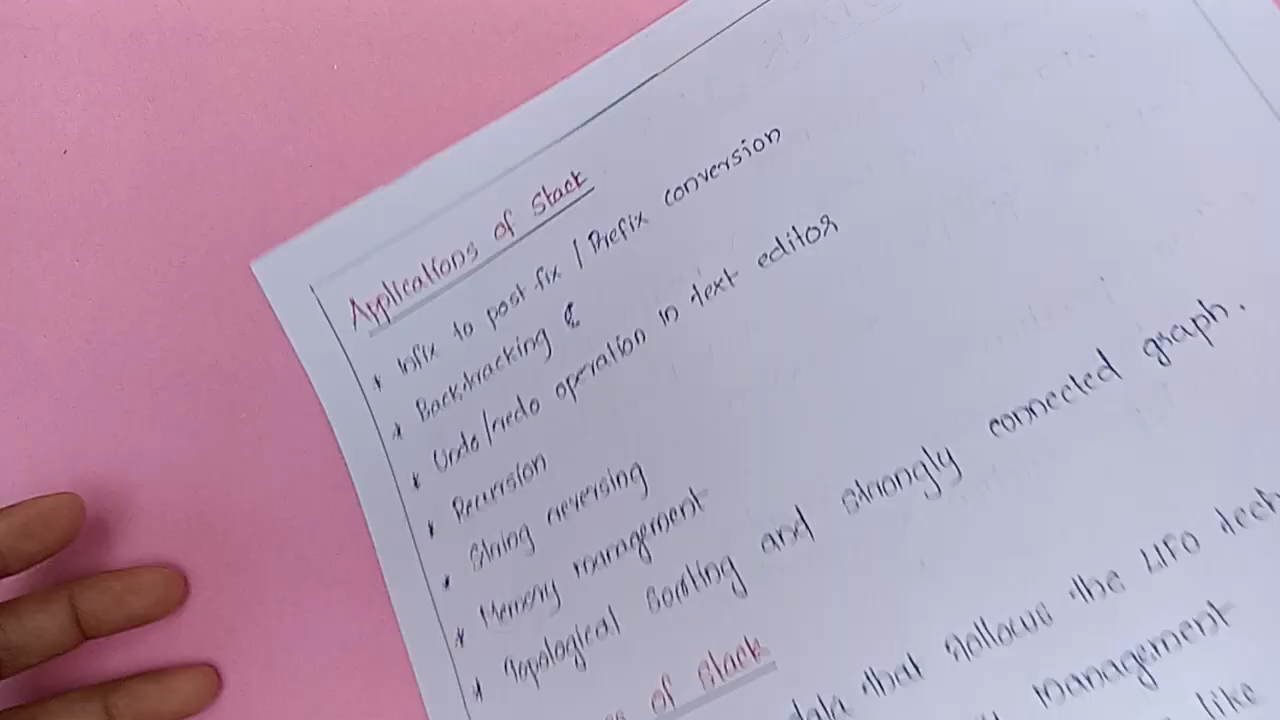 Applications of Stack
* Infix to post fix / Prefix conversion
* Backtracking
* Undo/redo operation in text editor
* Recursion
* String reversing
* Memory management
* Topological Sorting and strongly connected graph.
of Stack
data that follows the LIFO
management
like